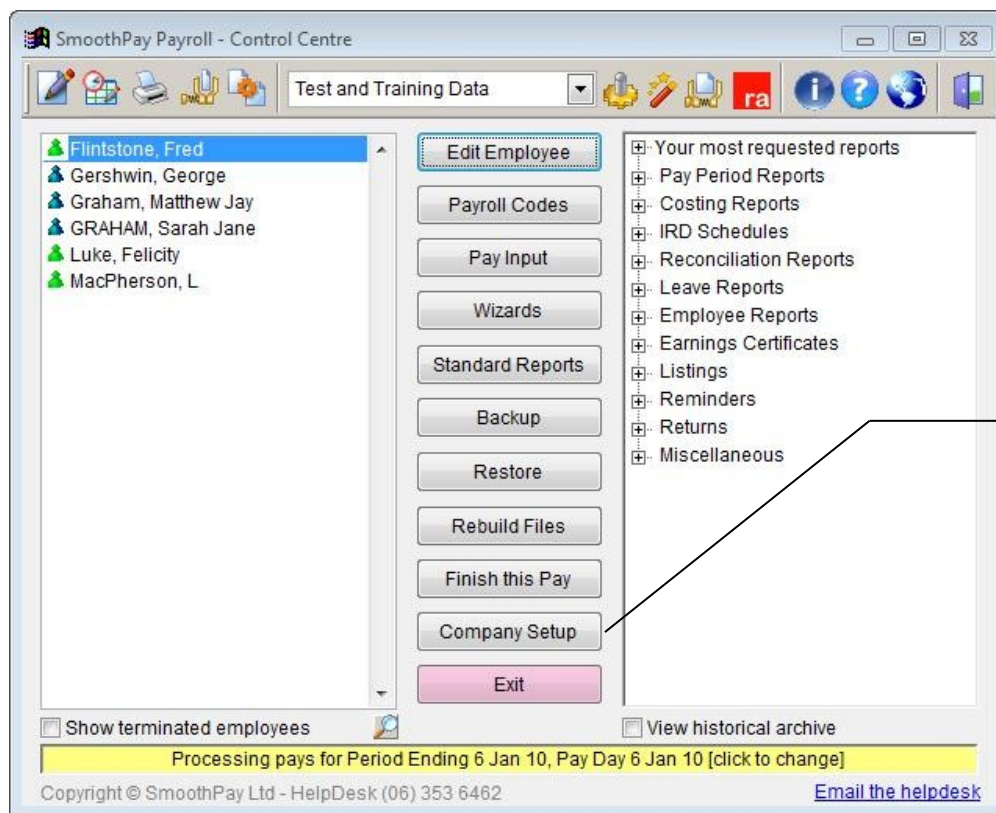 SmoothPay Payroll - Control Centre
Test and Training Data
ra
Flintstone, Fred
Gershwin, George
Graham, Matthew Jay
GRAHAM, Sarah Jane
Luke, Felicity
MacPherson, L
Edit Employee
Payroll Codes
Pay Input
Wizards
Standard Reports
Backup
Restore
Rebuild Files
Finish this Pay
Company Setup
Exit
Your most requested reports
Pay Period Reports
Costing Reports
IRD Schedules
Reconciliation Reports
Leave Reports
Employee Reports
Earnings Certificates
Listings
Reminders
Returns
Miscellaneous
Show terminated employees
View historical archive
Processing pays for Period Ending 6 Jan 10, Pay Day 6 Jan 10 [click to change]
Copyright © SmoothPay Ltd - HelpDesk (06) 353 6462
Email the helpdesk